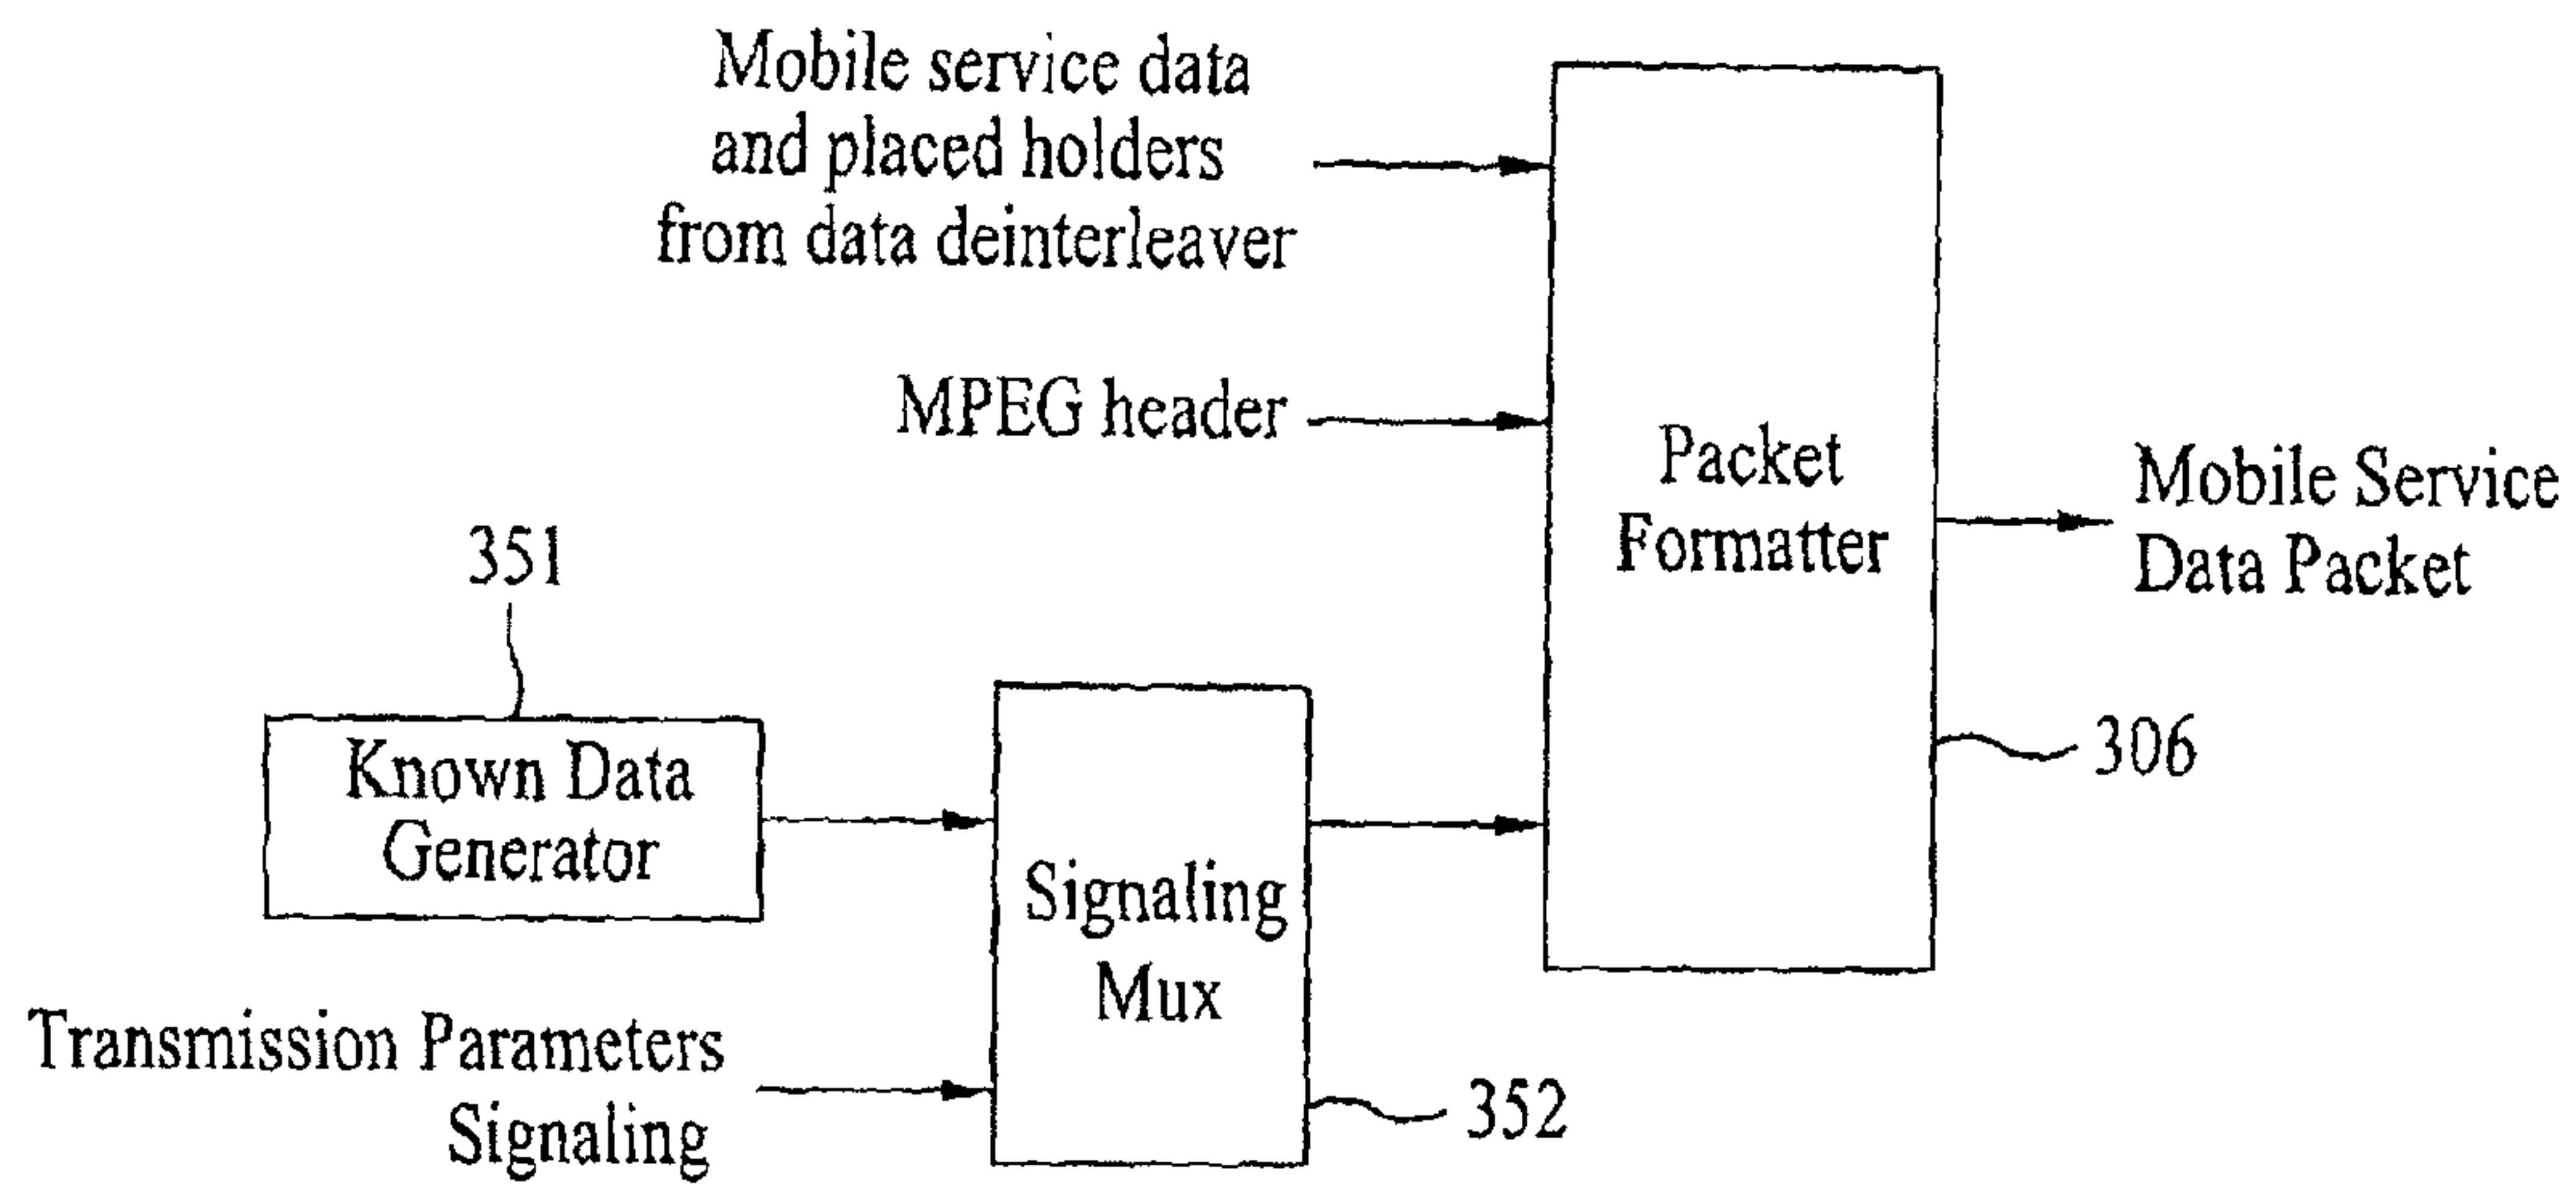 Mobile service data
and placed holders
from data deinterleaver
MPEG header
Packet
Formatter
Mobile Service
Data Packet
351
Known Data
Generator
306
Signaling
Mux
Transmission Parameters
Signaling
352